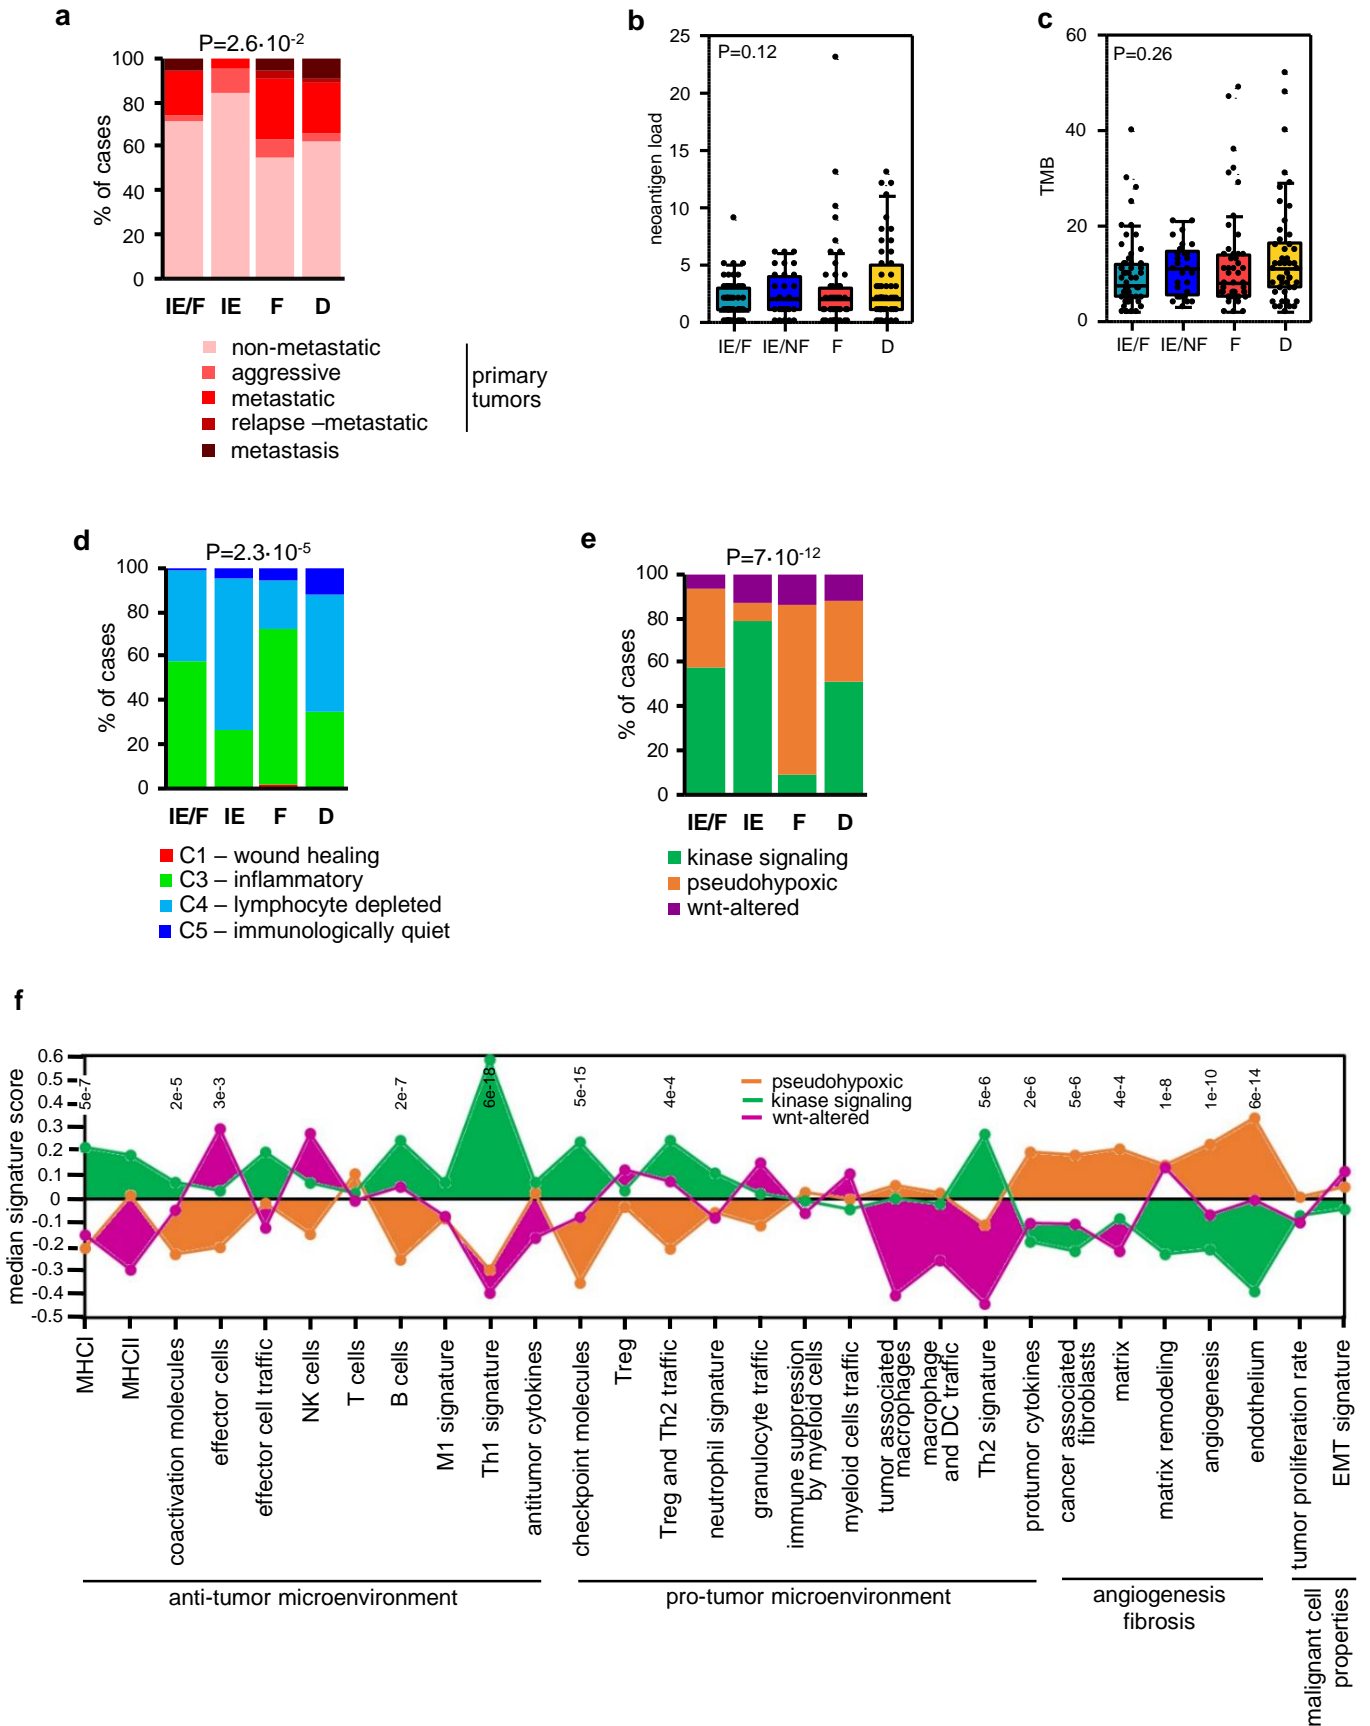 a
P=2.6·10-2
100
80
60
40
20
0
% of cases
IE/F IE F D
non-metastatic
aggressive
metastatic
relapse –metastatic
metastasis
primary
tumors
b
25
20
15
10
5
0
neoantigen load
P=0.12
IE/F IE/NF F D
c
60
40
20
0
TMB
P=0.26
IE/F IE/NF F D
d
P=2.3·10-5
100
80
60
40
20
0
% of cases
IE/F IE F D
C1 – wound healing
C3 – inflammatory
C4 – lymphocyte depleted
C5 – immunologically quiet
e
P=7·10-12
100
80
60
40
20
0
% of cases
IE/F IE F D
kinase signaling
pseudohypoxic
wnt-altered
f
0.6
0.5
0.4
0.3
0.2
0.1
0
-0.1
-0.2
-0.3
-0.4
-0.5
median signature score
5e-7
2e-5
3e-3
2e-7
6e-18
5e-15
4e-4
5e-6
2e-6
5e-6
4e-4
1e-8
1e-10
6e-14
pseudohypoxic
kinase signaling
wnt-altered
MHCI
MHCII
coactivation molecules
effector cells
effector cell traffic
NK cells
T cells
B cells
M1 signature
Th1 signature
antitumor cytokines
checkpoint molecules
Treg
Treg and Th2 traffic
neutrophil signature
granulocyte traffic
immune suppression
by myeloid cells
myeloid cells traffic
tumor associated
macrophages
macrophage
and DC traffic
Th2 signature
protumor cytokines
cancer associated
fibroblasts
matrix
matrix remodeling
angiogenesis
endothelium
tumor proliferation rate
EMT signature
anti-tumor microenvironment
pro-tumor microenvironment
angiogenesis
fibrosis
malignant cell
properties